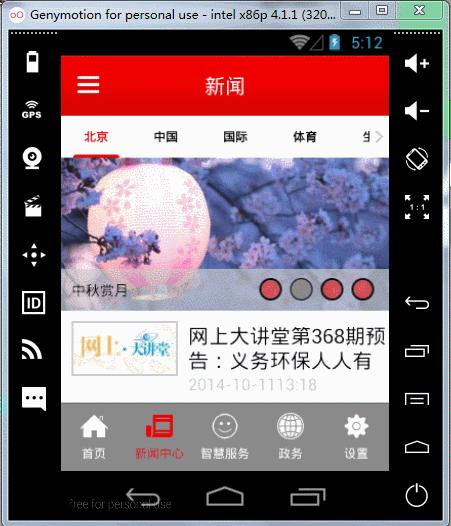 Genymotion for personal use - intel x86p 4.1.1 (320...
5:12
GPS
新闻
北京 中国 国际 体育
1:1
中秋赏月
ID
网上·大讲堂
网上大讲堂第368期预
告：义务环保人人有
2014-10-1113:18
首页 新闻中心 智慧服务 政务 设置
free for personal use